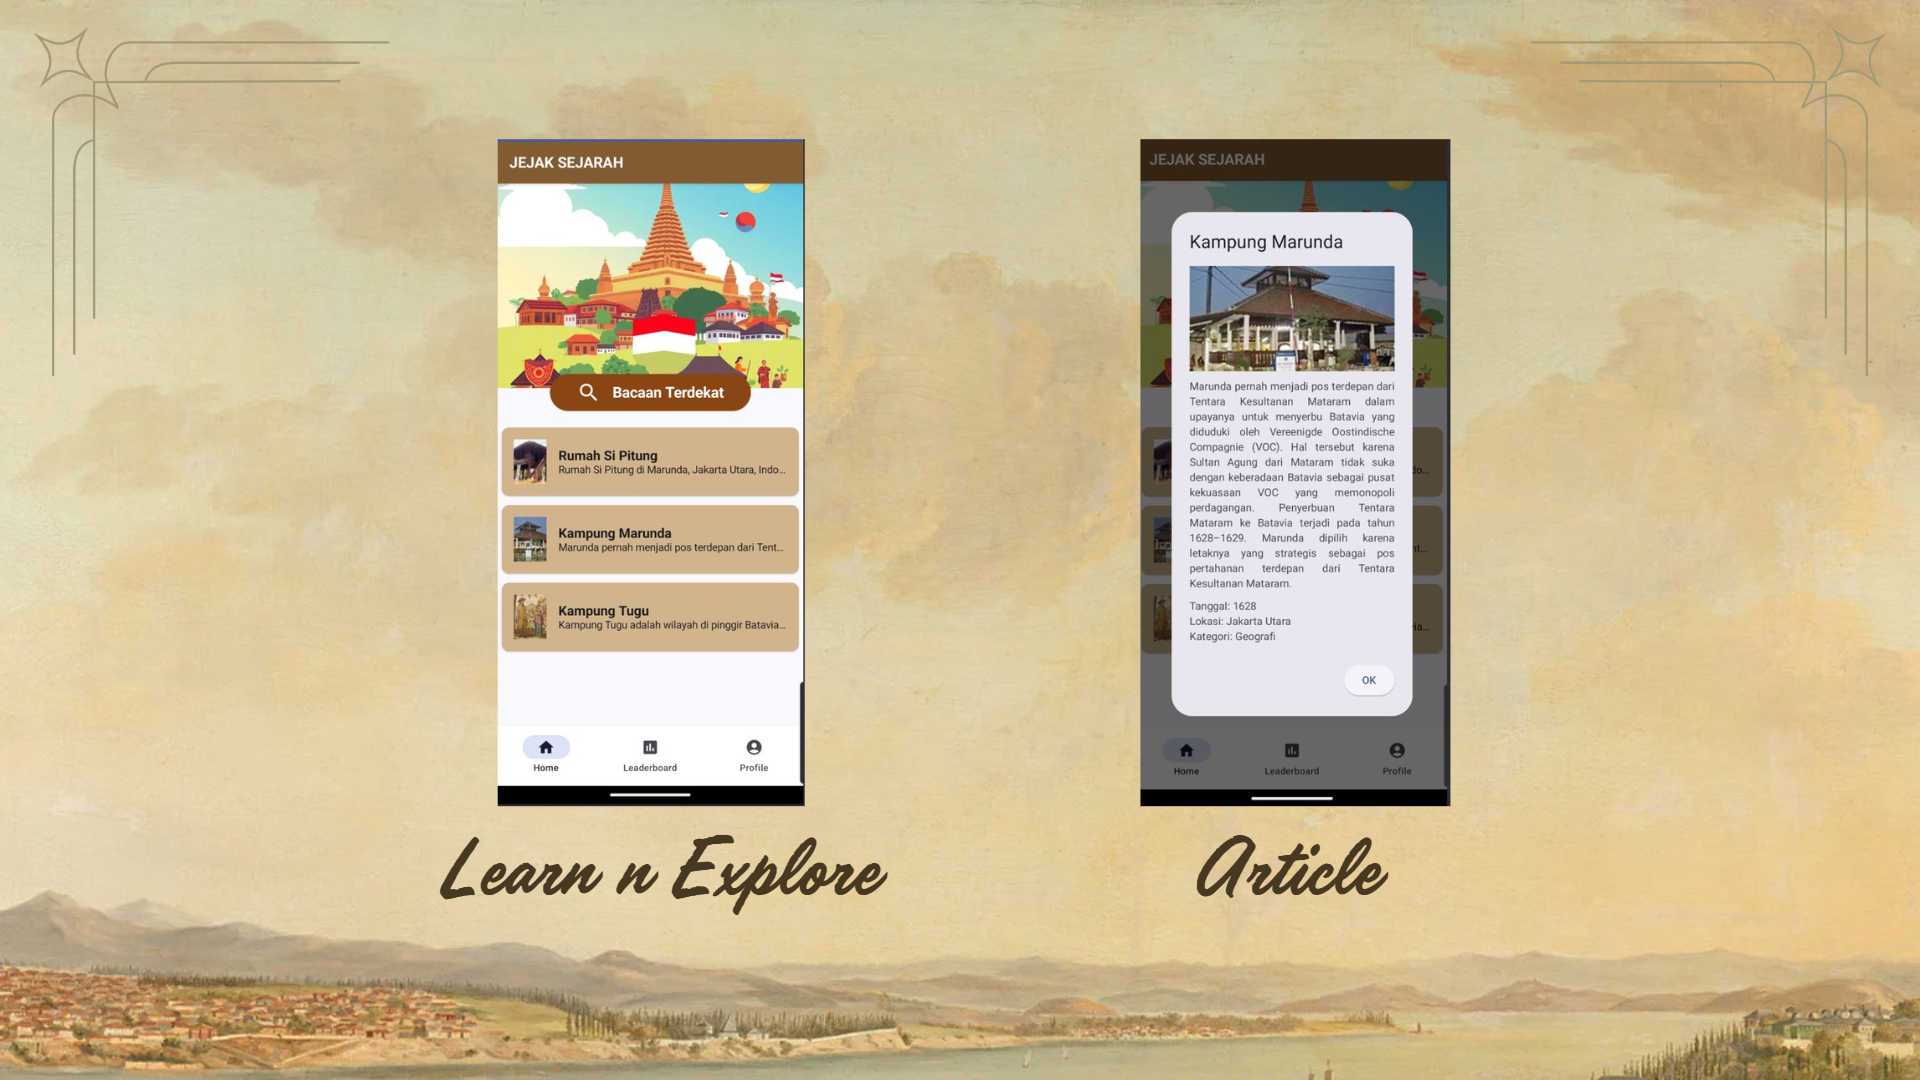 JEJAK SEJARAH
Bacaan Terdekat
Rumah Si Pitung
Rumah Si Pitung di Marunda, Jakarta Utara, Indo...
Kampung Marunda
Marunda pernah menjadi pos terdepan dari Tent...
Kampung Tugu
Kampung Tugu adalah wilayah di pinggir Batavia...
Home
Leaderboard
Profile
Learn n Explore
JEJAK SEJARAH
Kampung Marunda
Marunda pernah menjadi pos terdepan dari
Tentara Kesultanan Mataram dalam
upayanya untuk menyerbu Batavia yang
diduduki oleh Vereenigde Oostindische
Compagnie (VOC). Hal tersebut karena
Sultan Agung dari Mataram tidak suka
dengan keberadaan Batavia sebagai pusat
kekuasaan VOC yang memonopoli
perdagangan. Penyerbuan Tentara
Mataram ke Batavia terjadi pada tahun
1628–1629. Marunda dipilih karena
letaknya yang strategis sebagai pos
pertahanan terdepan dari Tentara
Kesultanan Mataram.
Tanggal: 1628
Lokasi: Jakarta Utara
Kategori: Geografi
OK
Home
Leaderboard
Profile
Article